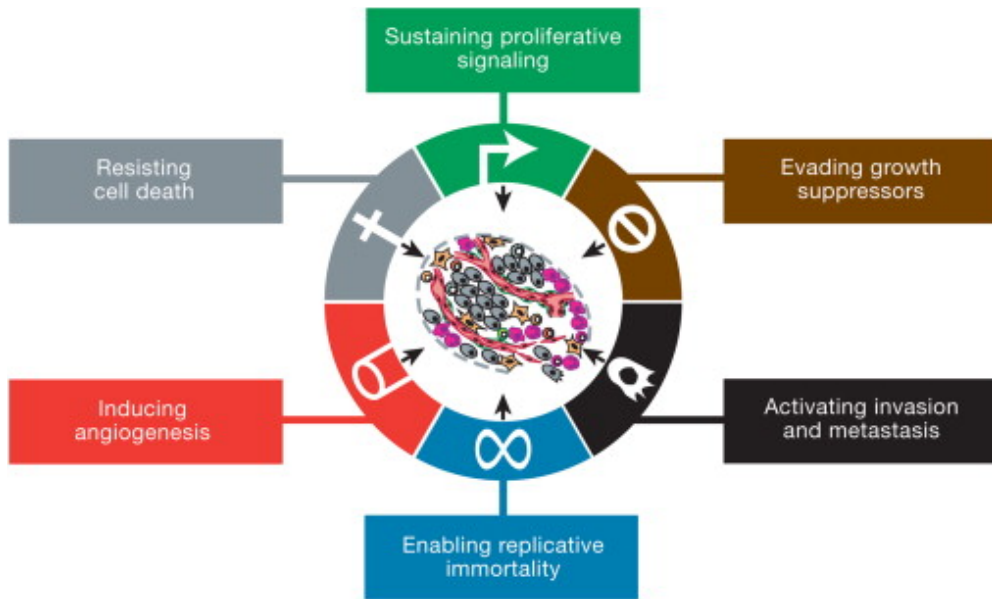 Sustaining proliferative
signaling
Resisting
cell death
Evading growth
suppressors
Inducing
angiogenesis
Activating invasion
and metastasis
Enabling replicative
immortality